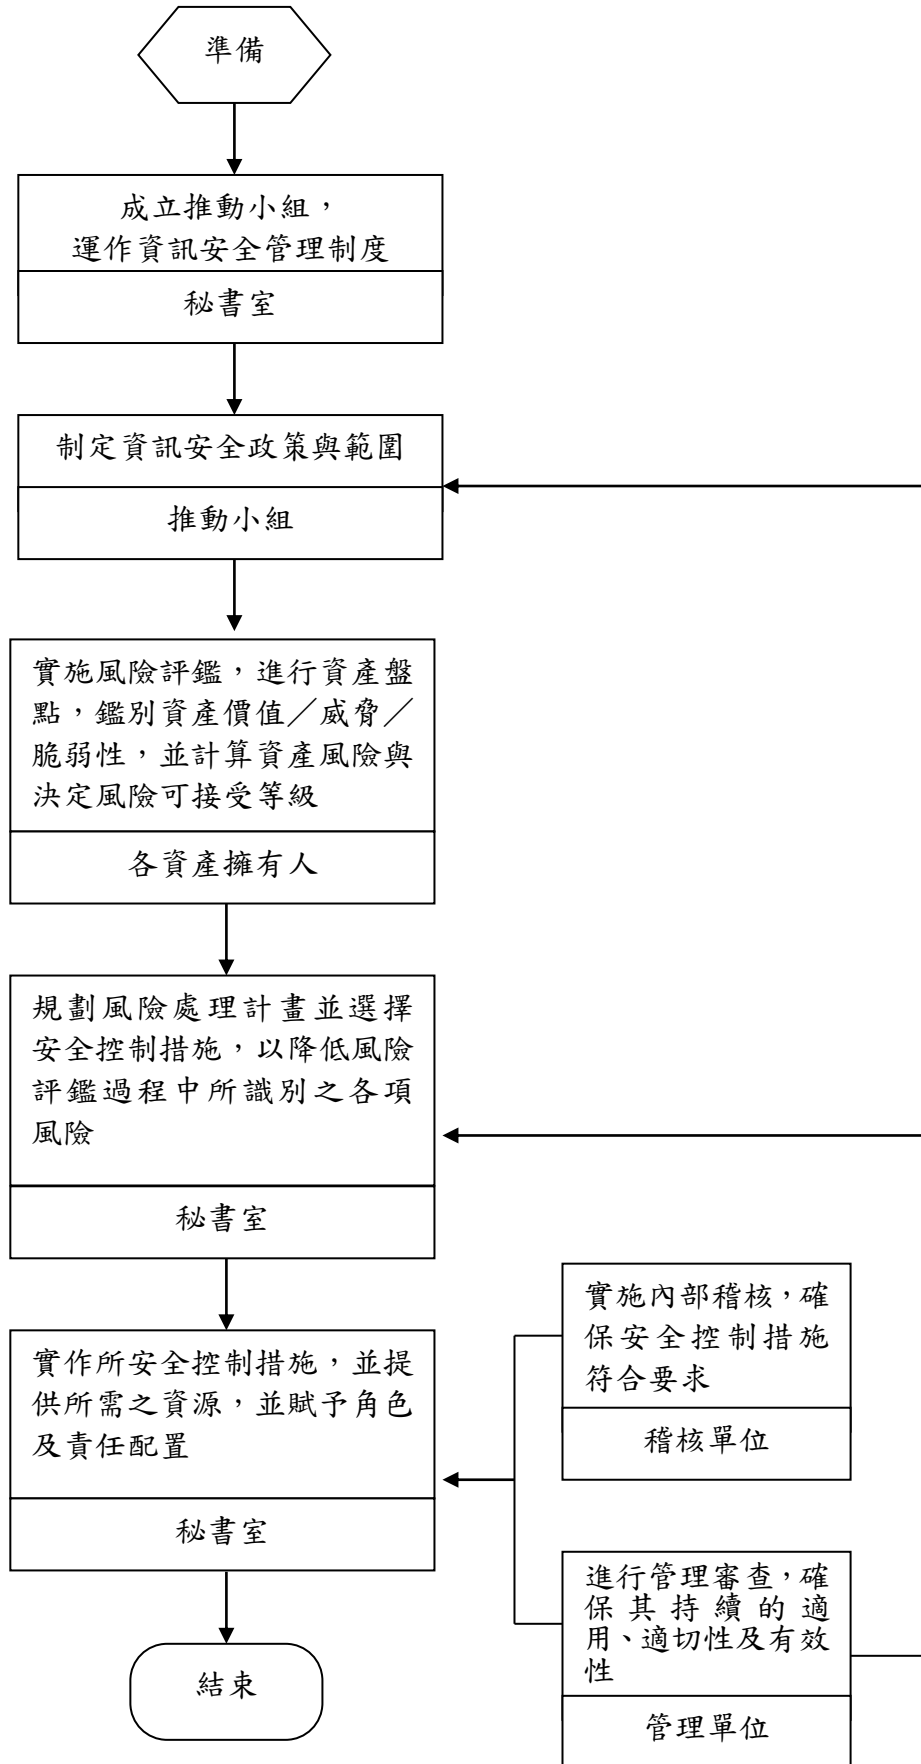 準備
成立推動小組，
運作資訊安全管理制度
秘書室
制定資訊安全政策與範圍
推動小組
實施風險評鑑，進行資產盤
點，鑑別資產價值／威脅／
脆弱性，並計算資產風險與
決定風險可接受等級
各資產擁有人
規劃風險處理計畫並選擇
安全控制措施，以降低風險
評鑑過程中所識別之各項
風險
秘書室
實作所安全控制措施，並提
供所需之資源，並賦予角色
及責任配置
秘書室
結束
實施內部稽核，確
保安全控制措施
符合要求
稽核單位
進行管理審查，確
保其持續的適
用、適切性及有效
性
管理單位